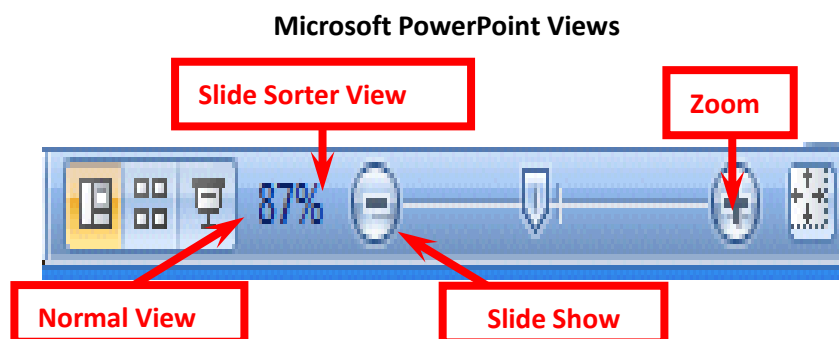 Microsoft PowerPoint Views
Slide Sorter View
Zoom
87%
Normal View
Slide Show